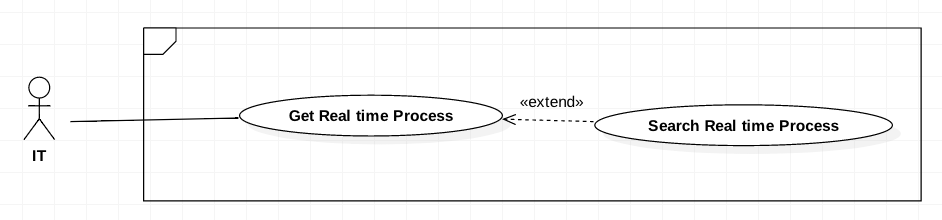 «extend»
Get Real time Process
Search Real time Process
IT